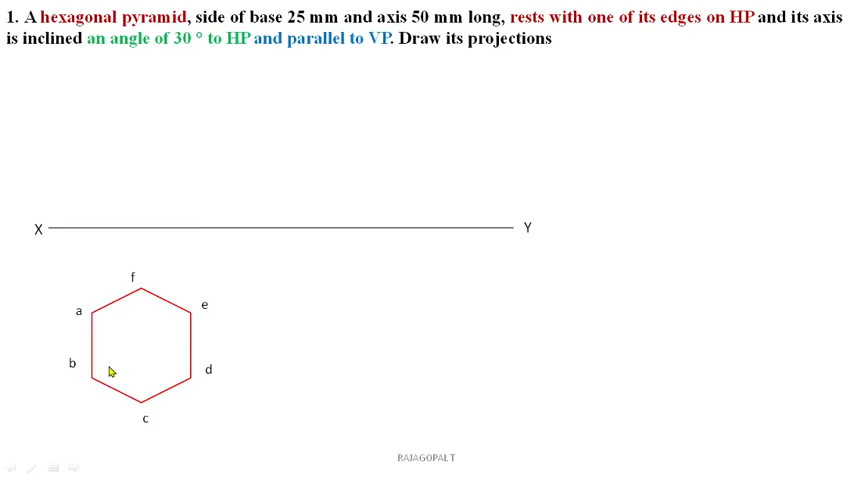 1. A hexagonal pyramid, side of base 25 mm and axis 50 mm long, rests with one of its edges on HP and its axis
is inclined an angle of 30 ° to HP and parallel to VP. Draw its projections
X
Y
f
a
e
b
d
c
RAJAGOPAL T